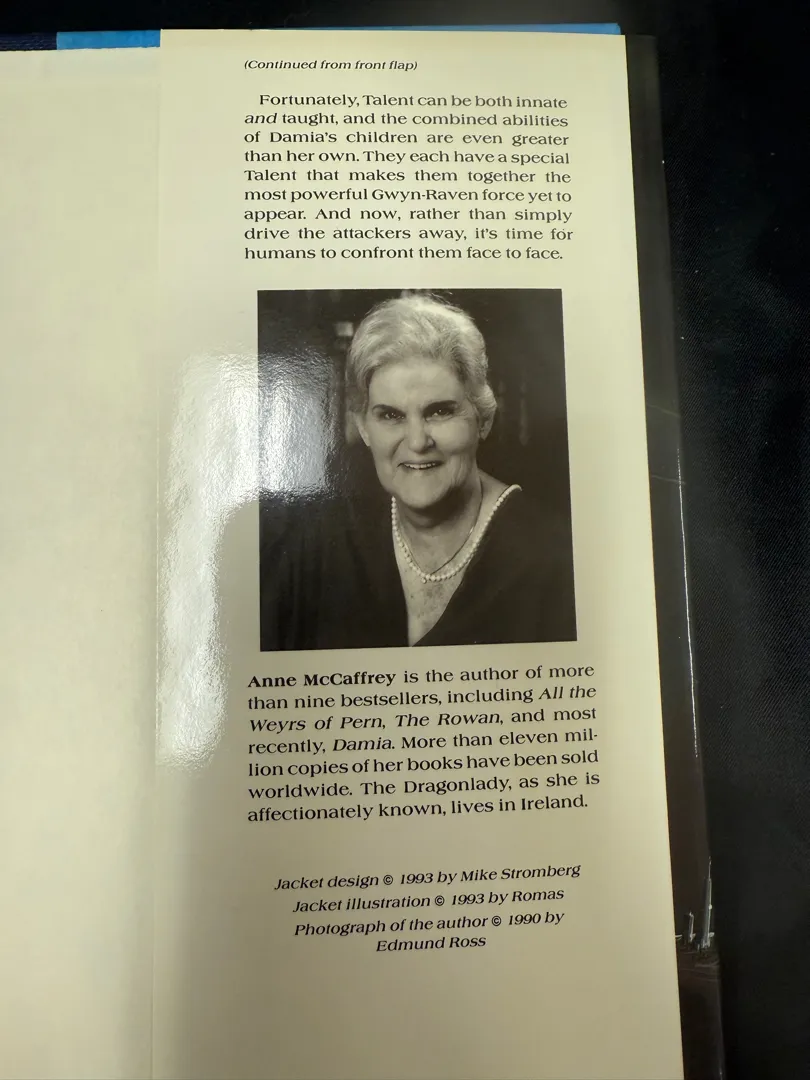 (Continued from front flap)
Fortunately, Talent can be both innate
and taught, and the combined abilities
of Damia's children are even greater
than her own. They each have a special
Talent that makes them together the
most powerful Gwyn-Raven force yet to
appear. And now, rather than simply
drive the attackers away, it's time for
humans to confront them face to face.
Anne McCaffrey is the author of more
than nine bestsellers, including All the
Weyrs of Pern, The Rowan, and most
recently, Damia. More than eleven mil-
lion copies of her books have been sold
worldwide. The Dragonlady, as she is
affectionately known, lives in Ireland.
Jacket design © 1993 by Mike Stromberg
Jacket illustration © 1993 by Romas
Photograph of the author © 1990 by
Edmund Ross